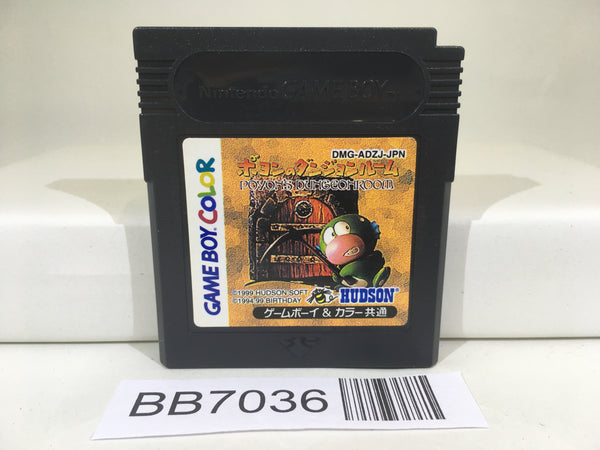 Nintendo GAME BOY
DMG-ADZJ-JPN
ポヨンのダンジョンルーム
POYON'S DUNGEONROOM
GAME BOY COLOR
©1999 HUDSON SOFT
©1994,99 BIRTHDAY
HUDSON
ゲームボーイ & カラー共通
BB7036